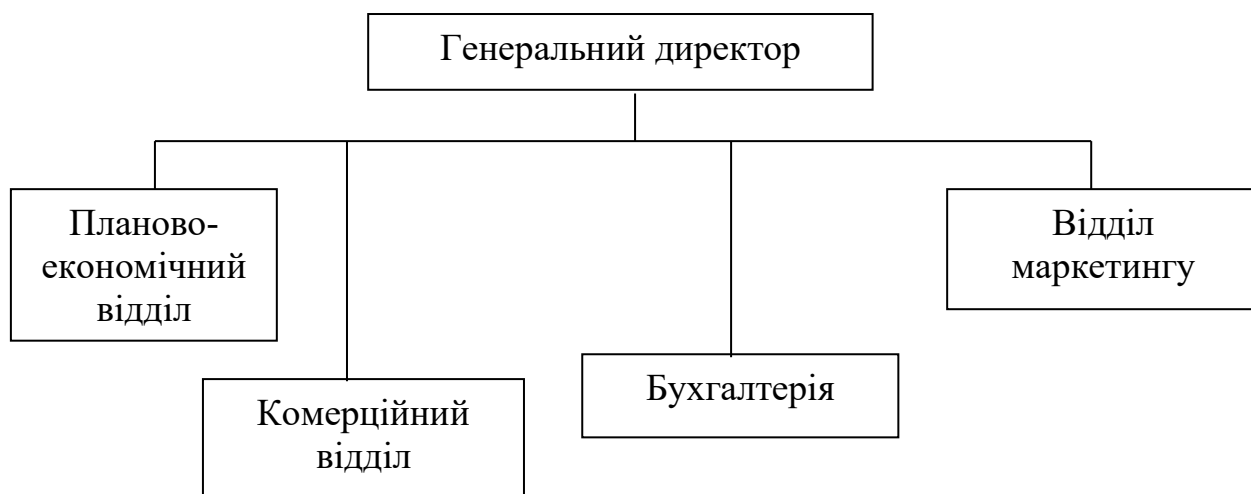 Генеральний директор
Планово-
економічний
відділ
Відділ
маркетингу
Комерційний
відділ
Бухгалтерія